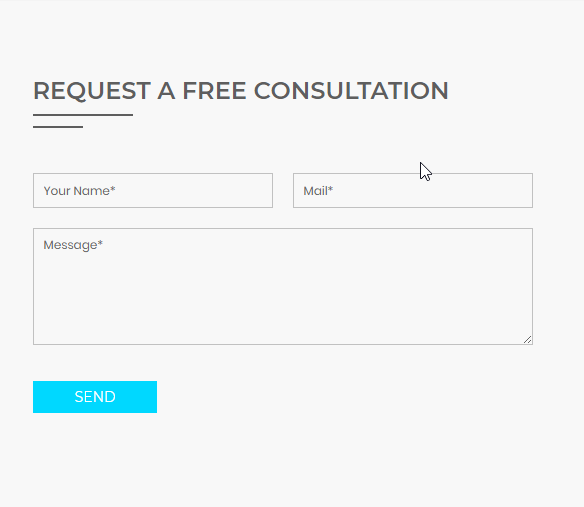 REQUEST A FREE CONSULTATION
Your Name* Mail*
Message*
SEND